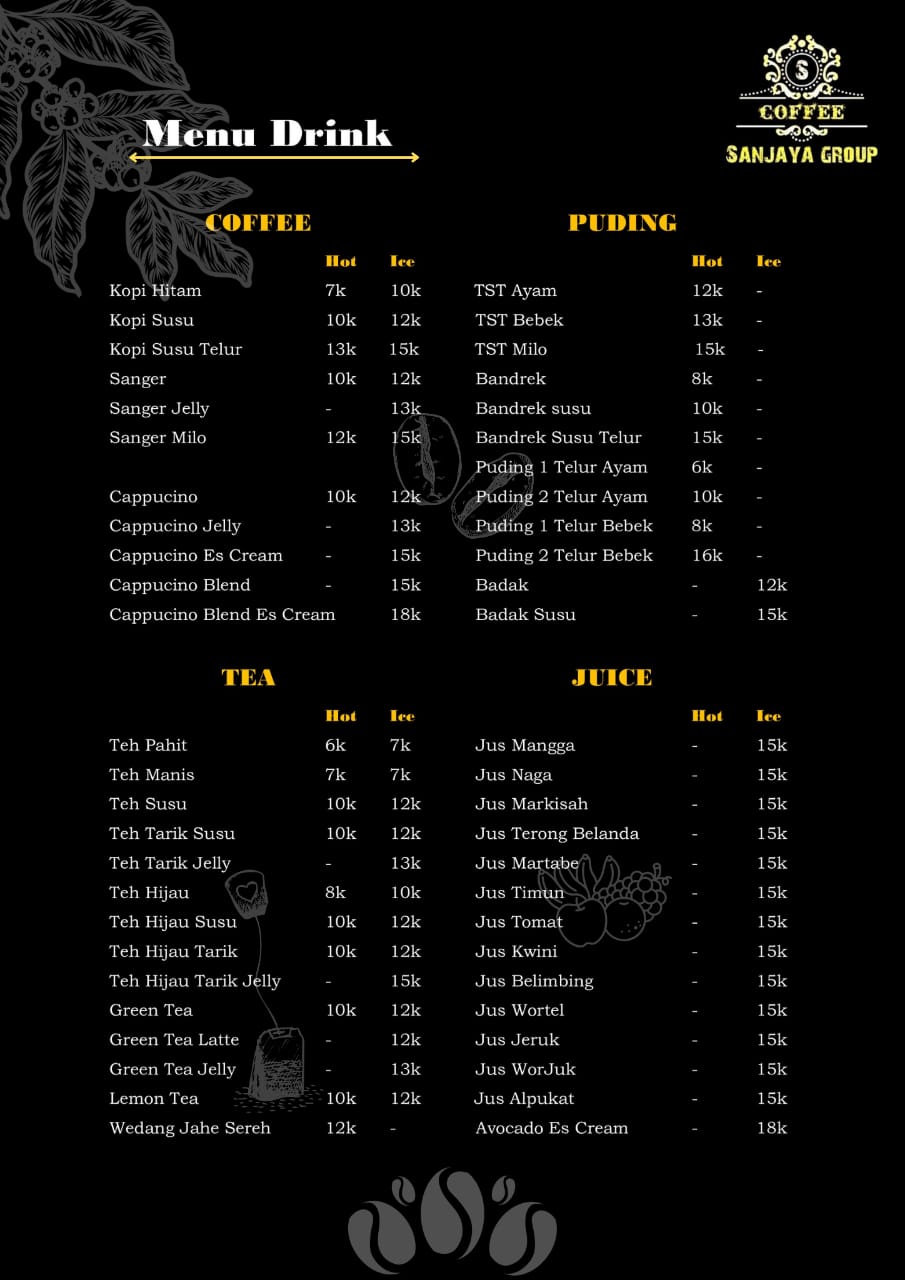 S
COFFEE
SANJAYA GROUP
Menu Drink
COFFEE
Hot Ice
Kopi Hitam 7k 10k
Kopi Susu 10k 12k
Kopi Susu Telur 13k 15k
Sanger 10k 12k
Sanger Jelly - 13k
Sanger Milo 12k 15k
Cappucino 10k 12k
Cappucino Jelly - 13k
Cappucino Es Cream - 15k
Cappucino Blend - 15k
Cappucino Blend Es Cream 18k
PUDING
Hot Ice
TST Ayam 12k -
TST Bebek 13k -
TST Milo 15k -
Bandrek 8k -
Bandrek susu 10k -
Bandrek Susu Telur 15k -
Puding 1 Telur Ayam 6k -
Puding 2 Telur Ayam 10k -
Puding 1 Telur Bebek 8k -
Puding 2 Telur Bebek 16k -
Badak - 12k
Badak Susu - 15k
TEA
Hot Ice
Teh Pahit 6k 7k
Teh Manis 7k 7k
Teh Susu 10k 12k
Teh Tarik Susu 10k 12k
Teh Tarik Jelly - 13k
Teh Hijau 8k 10k
Teh Hijau Susu 10k 12k
Teh Hijau Tarik 10k 12k
Teh Hijau Tarik Jelly - 15k
Green Tea 10k 12k
Green Tea Latte - 12k
Green Tea Jelly - 13k
Lemon Tea 10k 12k
Wedang Jahe Sereh 12k -
JUICE
Hot Ice
Jus Mangga - 15k
Jus Naga - 15k
Jus Markisah - 15k
Jus Terong Belanda - 15k
Jus Martabe - 15k
Jus Timun - 15k
Jus Tomat - 15k
Jus Kwini - 15k
Jus Belimbing - 15k
Jus Wortel - 15k
Jus Jeruk - 15k
Jus WorJuk - 15k
Jus Alpukat - 15k
Avocado Es Cream - 18k